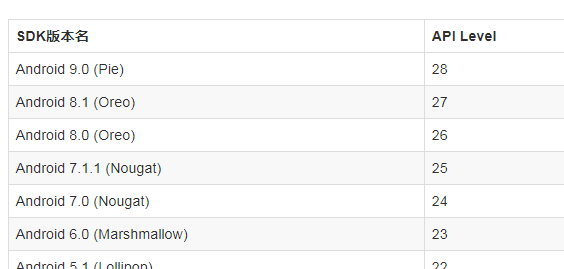 SDK版本名 API Level
Android 9.0 (Pie) 28
Android 8.1 (Oreo) 27
Android 8.0 (Oreo) 26
Android 7.1.1 (Nougat) 25
Android 7.0 (Nougat) 24
Android 6.0 (Marshmallow) 23
Android 5.1 (Lollipop) 22